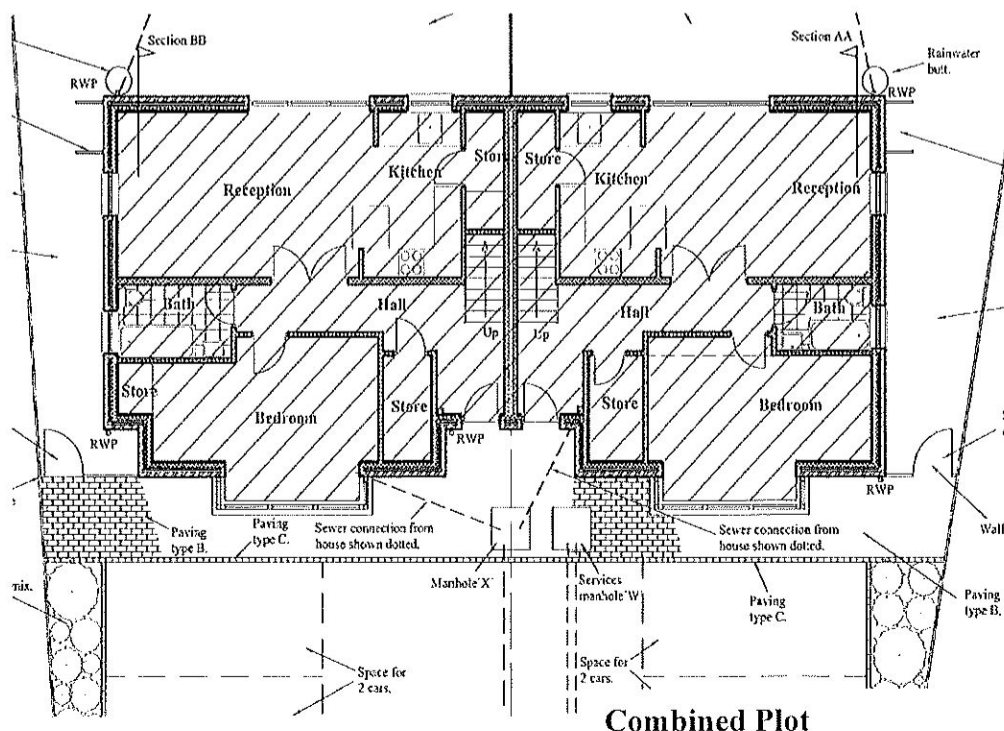 Section BB
Section AA
RWP
RWP
Rainwater
butt.
Reception
Kitchen
Store
Store
Kitchen
Reception
Bath
Hall
Up
Up
Hall
Bath
Store
Bedroom
Store
Store
Bedroom
RWP
RWP
RWP
Paving
type B.
Paving
type C.
Sewer connection from
house shown dotted.
Sewer connection from
house shown dotted.
Wall
mix.
Manhole 'X'
Services
manhole 'W'
Paving
type C.
Paving
type B.
Space for
2 cars.
Space for
2 cars.
Combined Plot